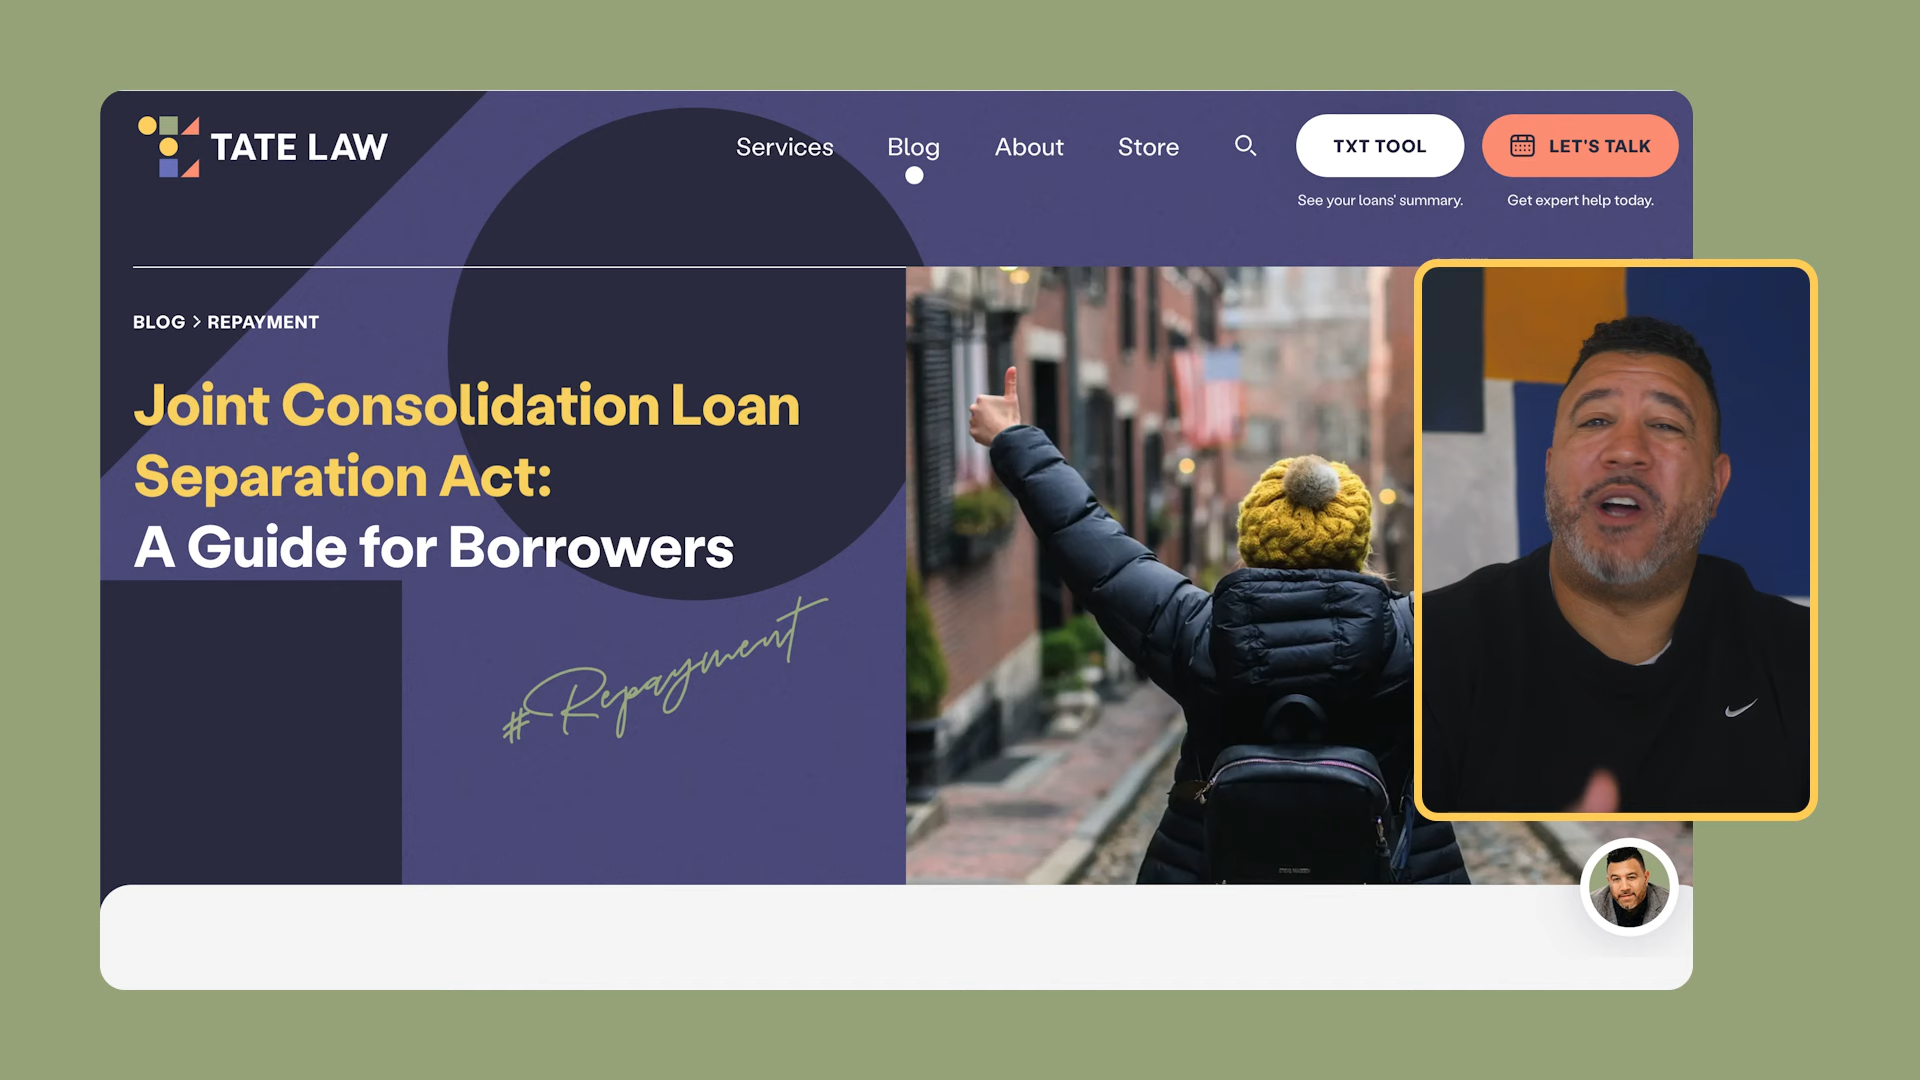 TATE LAW
Services
Blog
About
Store
TXT TOOL
LET'S TALK
See your loans' summary.
Get expert help today.
BLOG > REPAYMENT
Joint Consolidation Loan
Separation Act:
A Guide for Borrowers
#Repayment